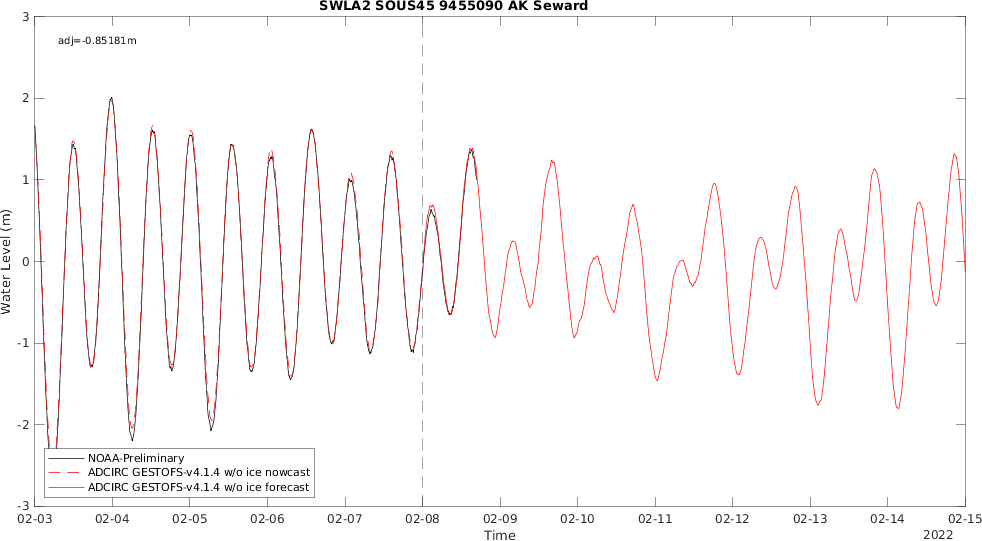 SWLA2 SOUS45 9455090 AK Seward
adj=-0.85181m
3
2
1
0
-1
-2
-3
Water Level (m)
NOAA-Preliminary
ADCIRC GESTOFS-v4.1.4 w/o ice nowcast
ADCIRC GESTOFS-v4.1.4 w/o ice forecast
02-03 02-04 02-05 02-06 02-07 02-08 02-09 02-10 02-11 02-12 02-13 02-14 02-15
Time
2022